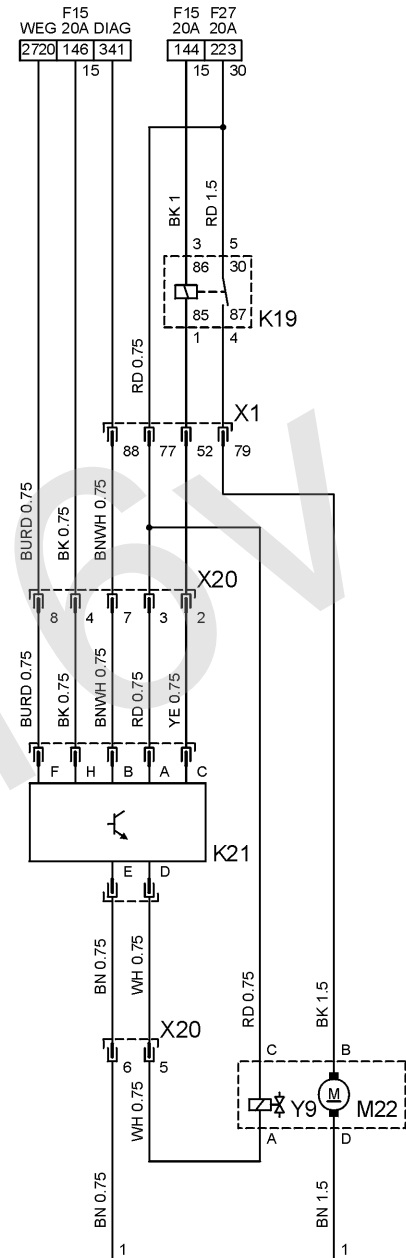 F15 F15 F27
WEG 20A DIAG 20A 20A
2720 146 341 144 223
15 15 30
BK 1 RD 1.5
3 5
86 30
85 87 K19
1 4
RD 0.75
X1
88 77 52 79
BURD 0.75 BK 0.75 BNWH 0.75
X20
8 4 7 3 2
BURD 0.75 BK 0.75 BNWH 0.75 RD 0.75 YE 0.75
F H B A C
K21
E D
BN 0.75 WH 0.75 RD 0.75 BK 1.5
X20
6 5
C B
WH 0.75
Y9 M M22
A D
BN 0.75 BN 1.5
1 1